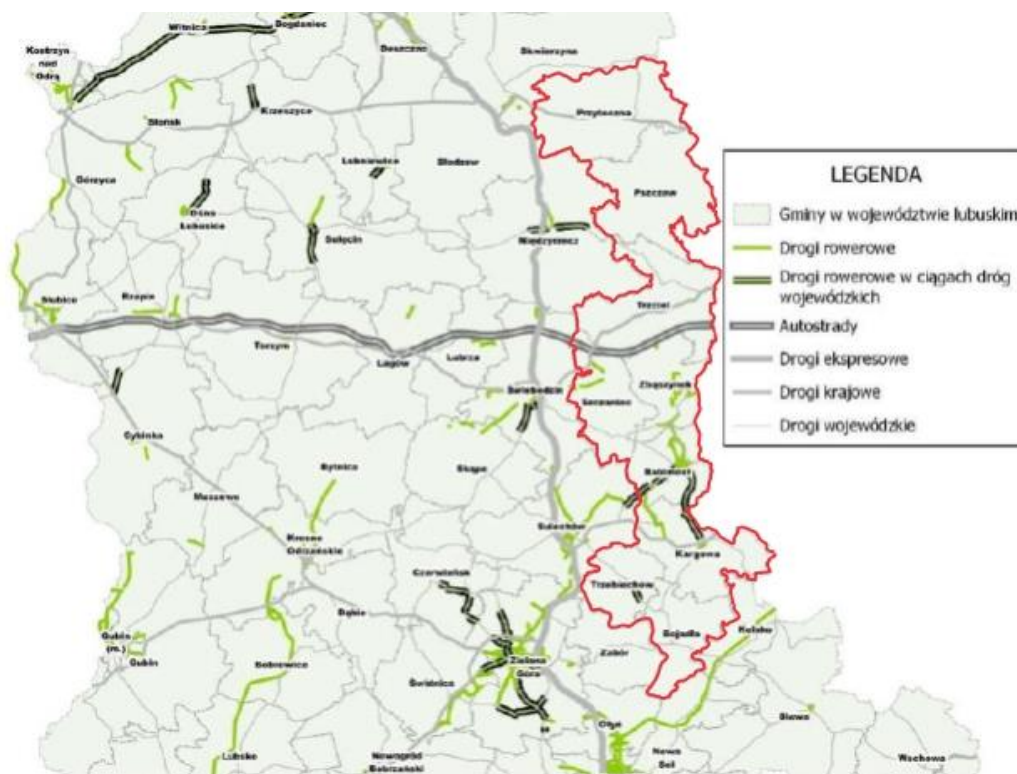 Witnica
Bogdaniec
Deszczno
Skwierzyna
Kostrzyn
nad
Odrą
Krzeszyce
Przytoczna
Słońsk
Lubniewice
Bledzew
Górzyca
Pszczew
Ośno
Lubuskie
Sulęcin
Międzyrzecz
Trzciel
Słubice
Rzepin
Torzym
Łagów
Lubrza
Świebodzin
Szczaniec
Zbąszynek
Cybinka
Bytnica
Skąpe
Babimost
Maszewo
Sulechów
Krosno
Odrzańskie
Kargowa
Czerwieńsk
Trzebiechów
Dąbie
Bojadła
Kolsko
Gubin
(m.)
Gubin
Bobrowice
Zielona
Góra
Zabór
Świdnica
Otyń
Sława
Lubsko
Nowogród
Bobrzański
Nowa
Sól
Wschowa
LEGENDA
Gminy w województwie lubuskim
Drogi rowerowe
Drogi rowerowe w ciągach dróg
wojewódzkich
Autostrady
Drogi ekspresowe
Drogi krajowe
Drogi wojewódzkie